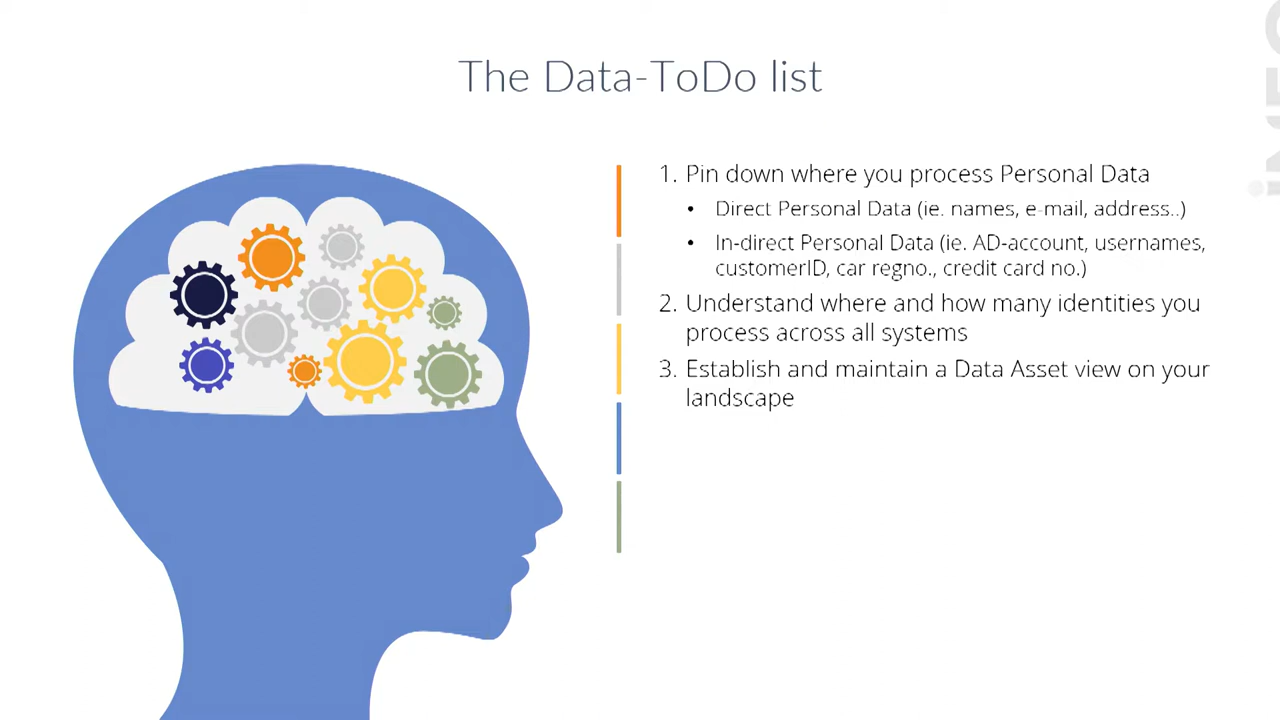 The Data-ToDo list
1. Pin down where you process Personal Data
• Direct Personal Data (ie. names, e-mail, address..)
• In-direct Personal Data (ie. AD-account, usernames,
customerID, car regno., credit card no.)
2. Understand where and how many identities you
process across all systems
3. Establish and maintain a Data Asset view on your
landscape